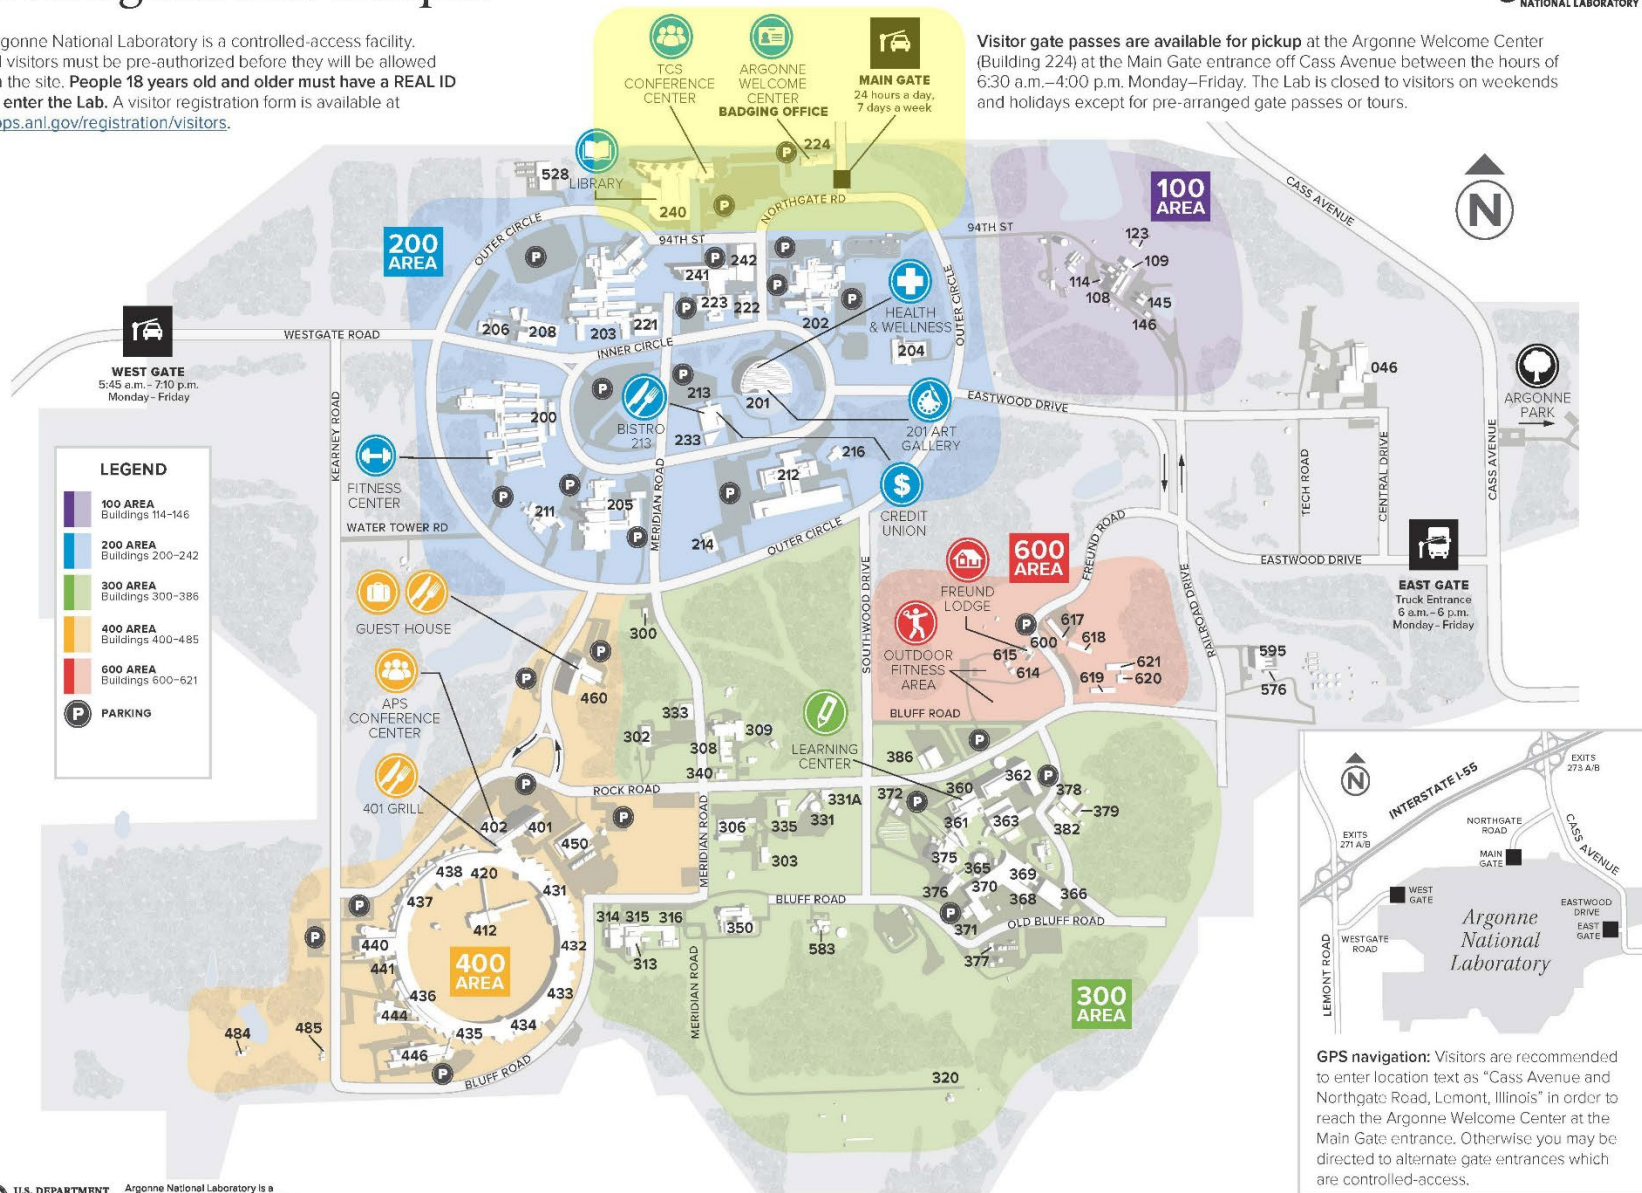 NATIONAL LABORATORY
rgonne National Laboratory is a controlled-access facility.
visitors must be pre-authorized before they will be allowed
the site. People 18 years old and older must have a REAL ID
enter the Lab. A visitor registration form is available at
ps.anl.gov/registration/visitors.
TCS
CONFERENCE
CENTER
ARGONNE
WELCOME
CENTER
BADGING OFFICE
MAIN GATE
24 hours a day,
7 days a week
Visitor gate passes are available for pickup at the Argonne Welcome Center
(Building 224) at the Main Gate entrance off Cass Avenue between the hours of
6:30 a.m.–4:00 p.m. Monday–Friday. The Lab is closed to visitors on weekends
and holidays except for pre-arranged gate passes or tours.
LIBRARY
528
240
P
224
P
NORTHGATE RD
100
AREA
CASS AVENUE
N
200
AREA
OUTER CIRCLE
P
94TH ST
P
242
241
P
223
222
P
P
P
202
94TH ST
123
109
114
108
145
146
HEALTH
& WELLNESS
OUTER CIRCLE
204
WESTGATE ROAD
206
208
203
221
INNER CIRCLE
WEST GATE
5:45 a.m.–7:10 p.m.
Monday–Friday
KEARNEY ROAD
200
P
P
213
201
BISTRO
213
233
201 ART
GALLERY
EASTWOOD DRIVE
046
ARGONNE
PARK
CASS AVENUE
TECH ROAD
CENTRAL DRIVE
FITNESS
CENTER
WATER TOWER RD
P
P
211
205
P
MERIDIAN ROAD
P
212
216
214
OUTER CIRCLE
$
CREDIT
UNION
LEGEND
100 AREA
Buildings 114–146
200 AREA
Buildings 200–242
300 AREA
Buildings 300–386
400 AREA
Buildings 400–485
600 AREA
Buildings 600–621
P PARKING
600
AREA
FREUND ROAD
EASTWOOD DRIVE
EAST GATE
Truck Entrance
6 a.m.–6 p.m.
Monday–Friday
SOUTHWOOD DRIVE
FREUND
LODGE
OUTDOOR
FITNESS
AREA
P
617
600
618
615
614
621
620
619
RAILROAD DRIVE
595
576
BLUFF ROAD
GUEST HOUSE
300
P
P
460
APS
CONFERENCE
CENTER
401 GRILL
333
302
308
309
340
LEARNING
CENTER
386
P
ROCK ROAD
P
P
402
401
450
MERIDIAN ROAD
306
335
331A
331
303
372
P
360
362
P
378
379
361
363
382
375
365
369
376
370
368
366
P
371
OLD BLUFF ROAD
377
BLUFF ROAD
438
420
431
437
P
412
P
440
441
432
400
AREA
436
433
444
434
435
446
P
BLUFF ROAD
484
485
314
315
316
313
350
583
MERIDIAN ROAD
320
300
AREA
N
INTERSTATE I-55
EXITS
273 A/B
EXITS
271 A/B
NORTHGATE
ROAD
MAIN
GATE
CASS AVENUE
WEST
GATE
WESTGATE
ROAD
LEMONT ROAD
EASTWOOD
DRIVE
EAST
GATE
Argonne
National
Laboratory
GPS navigation: Visitors are recommended
to enter location text as “Cass Avenue and
Northgate Road, Lemont, Illinois” in order to
reach the Argonne Welcome Center at the
Main Gate entrance. Otherwise you may be
directed to alternate gate entrances which
are controlled-access.
U.S. DEPARTMENT
Argonne National Laboratory is a